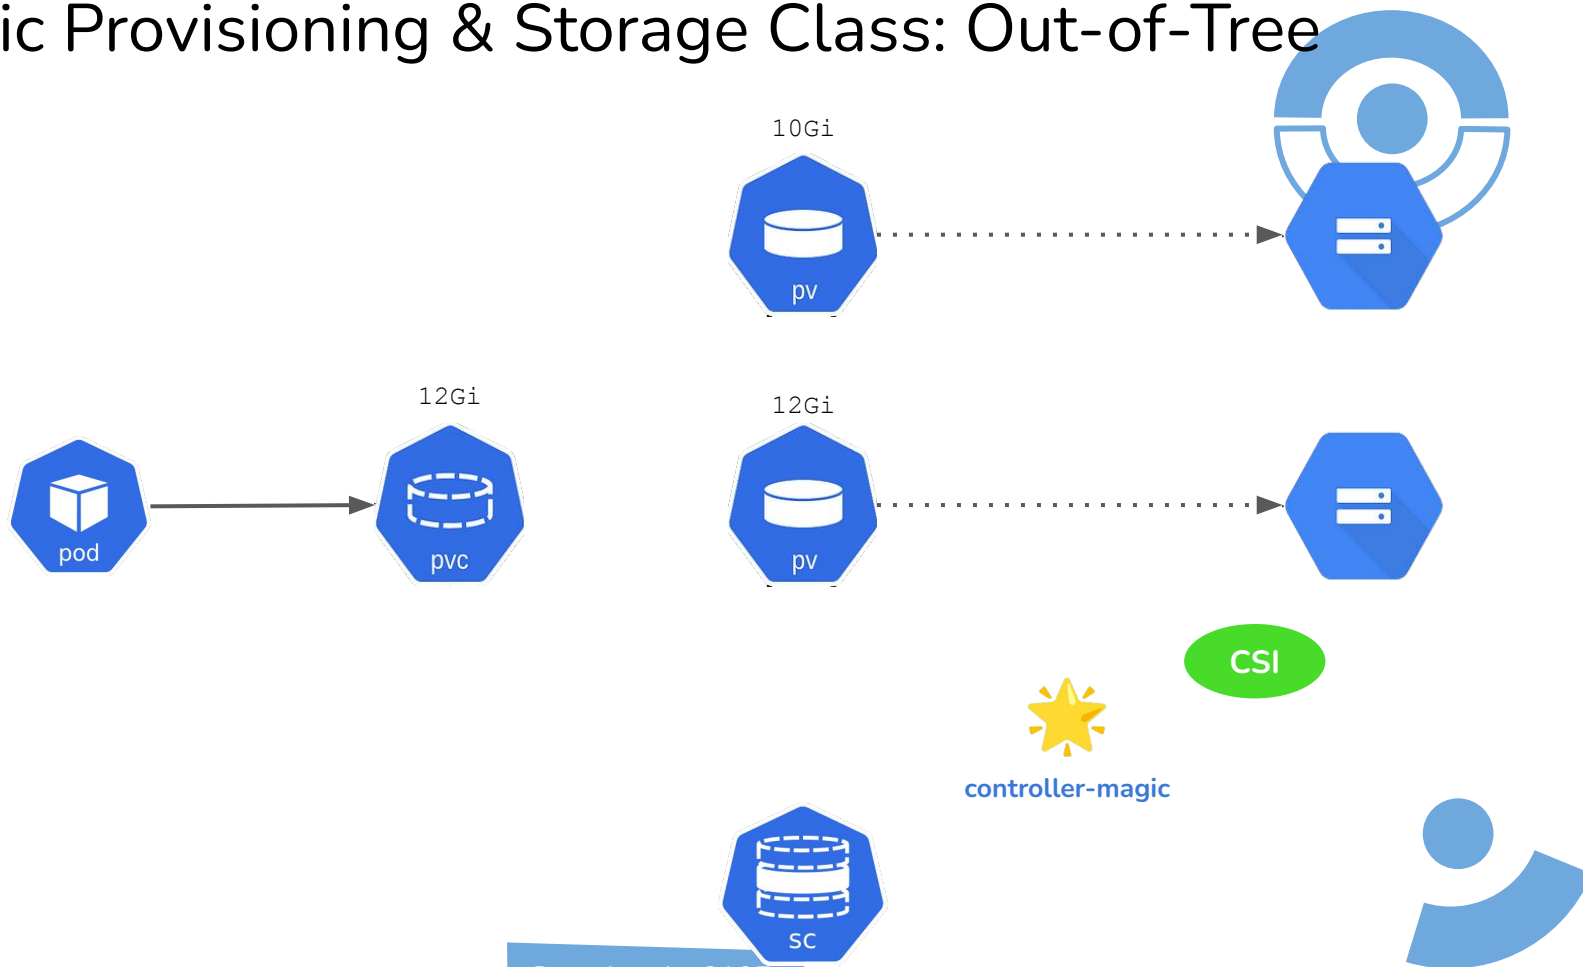 ic Provisioning & Storage Class: Out-of-Tree
10Gi
pv
12Gi
12Gi
pod
pvc
pv
CSI
controller-magic
sc